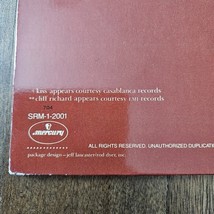 * kiss appears courtesy casablanca records
** cliff richard appears courtesy emi records
SRM-1-2001
mercury
ALL RIGHTS RESERVED. UNAUTHORIZED DUPLICATION
package design – jeff lancaster/rod dyer, inc.